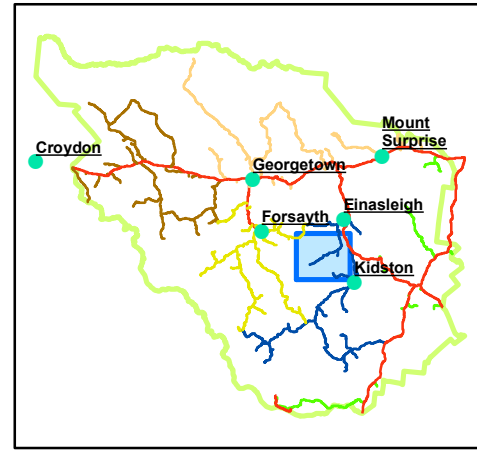 Mount
Surprise
Croydon
Georgetown
Einasleigh
Forsayth
Kidston